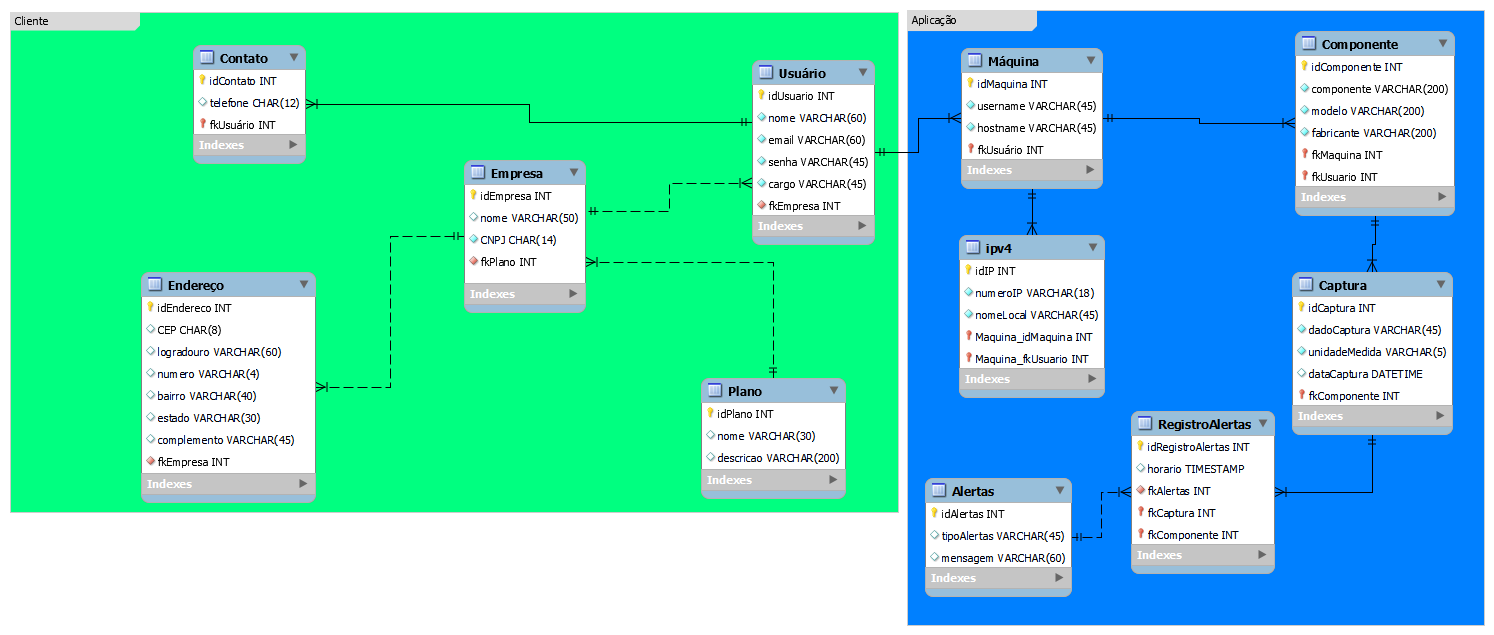 Cliente
Contato
idContato INT
telefone CHAR(12)
fkUsuário INT
Indexes
Usuário
idUsuario INT
nome VARCHAR(60)
email VARCHAR(60)
senha VARCHAR(45)
cargo VARCHAR(45)
fkEmpresa INT
Indexes
Empresa
idEmpresa INT
nome VARCHAR(50)
CNPJ CHAR(14)
fkPlano INT
Indexes
Endereço
idEndereco INT
CEP CHAR(8)
logradouro VARCHAR(60)
numero VARCHAR(4)
bairro VARCHAR(40)
estado VARCHAR(30)
complemento VARCHAR(45)
fkEmpresa INT
Indexes
Plano
idPlano INT
nome VARCHAR(30)
descricao VARCHAR(200)
Indexes
Aplicação
Máquina
idMaquina INT
username VARCHAR(45)
hostname VARCHAR(45)
fkUsuário INT
Indexes
Componente
idComponente INT
componente VARCHAR(200)
modelo VARCHAR(200)
fabricante VARCHAR(200)
fkMaquina INT
fkUsuario INT
Indexes
ipv4
idIP INT
numeroIP VARCHAR(18)
nomeLocal VARCHAR(45)
Maquina_idMaquina INT
Maquina_fkUsuario INT
Indexes
Captura
idCaptura INT
dadoCaptura VARCHAR(45)
unidadeMedida VARCHAR(5)
dataCaptura DATETIME
fkComponente INT
Indexes
RegistroAlertas
idRegistroAlertas INT
horario TIMESTAMP
fkAlertas INT
fkCaptura INT
fkComponente INT
Indexes
Alertas
idAlertas INT
tipoAlertas VARCHAR(45)
mensagem VARCHAR(60)
Indexes